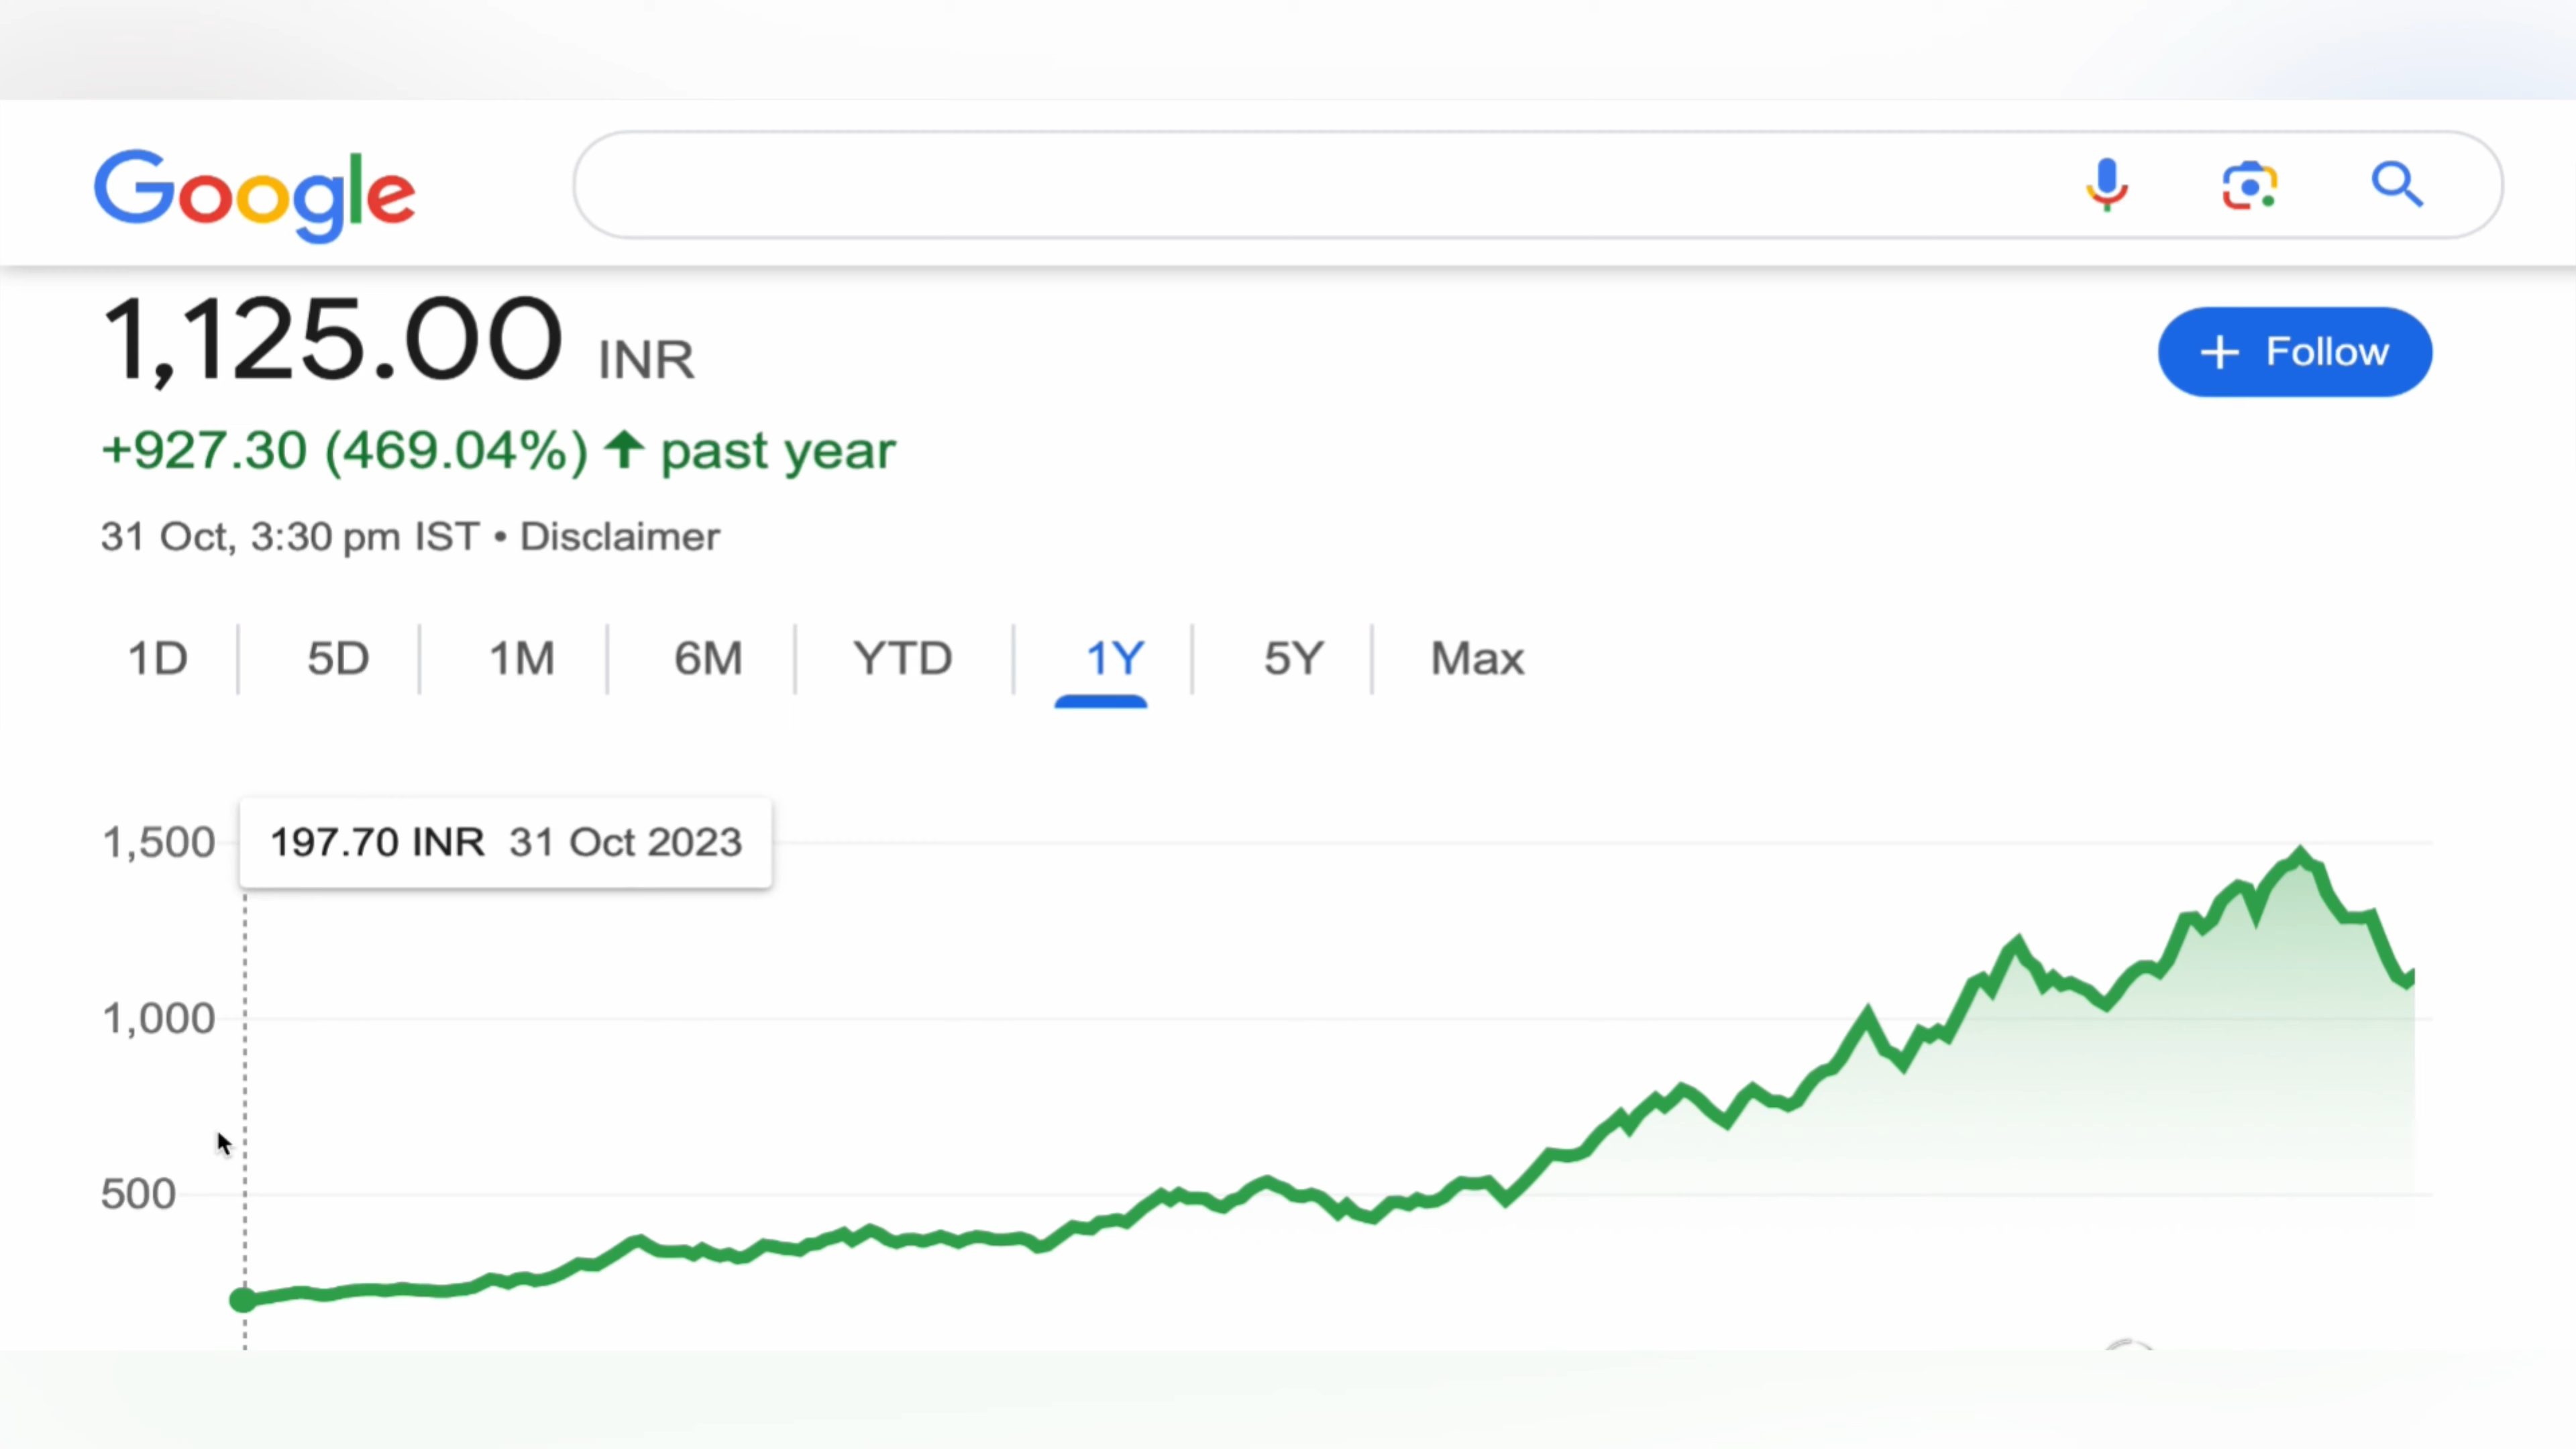 Google
1,125.00 INR
+ Follow
+927.30 (469.04%) ↑ past year
31 Oct, 3:30 pm IST • Disclaimer
1D 5D 1M 6M YTD 1Y 5Y Max
1,500
197.70 INR 31 Oct 2023
1,000
500